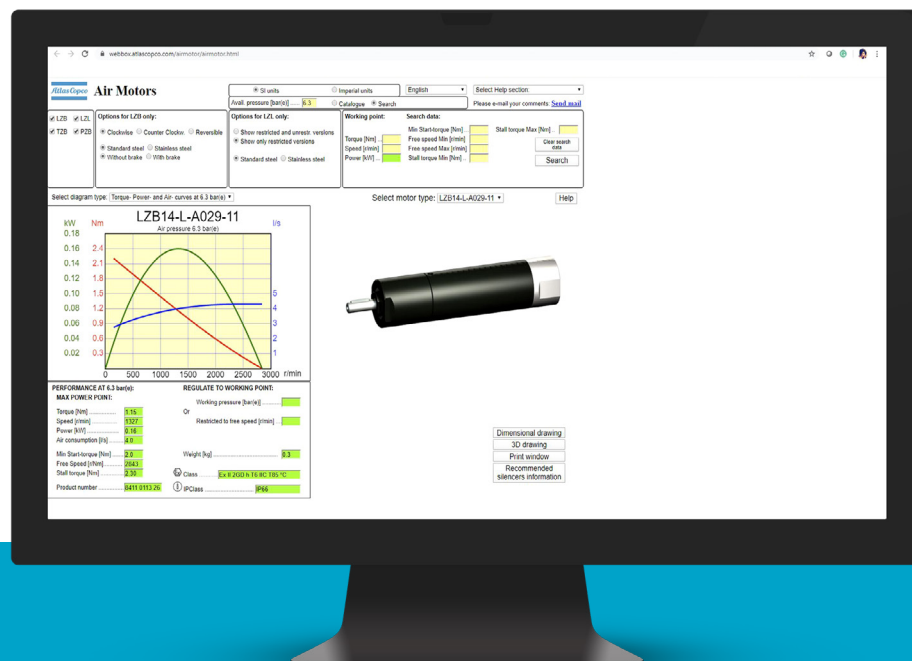 webbox.atlascopco.com/airmotor/airmotor.html
Atlas Copco Air Motors
SI units Imperial units English Select Help section:
Avail. pressure [bar(e)] ...... 6.3 Catalogue Search Please e-mail your comments: Send mail
LZB LZL
TZB PZB
Options for LZB only:
Clockwise Counter Clockw. Reversible
Standard steel Stainless steel
Without brake With brake
Options for LZL only:
Show restricted and unrestr. versions
Show only restricted versions
Standard steel Stainless steel
Working point:
Torque [Nm] ...
Speed [r/min]
Power [kW] ...
Search data:
Min Start-torque [Nm] ..
Free speed Min [r/min]
Free speed Max [r/min]
Stall torque Min [Nm] ..
Stall torque Max [Nm] ..
Clear search data
Search
Select diagram type: Torque- Power- and Air- curves at 6.3 bar(e)
Select motor type: LZB14-L-A029-11
Help
LZB14-L-A029-11
Air pressure 6.3 bar(e)
kW Nm l/s
0.18
0.16 2.4
0.14 2.1
0.12 1.8
0.10 1.5 5
0.08 1.2 4
0.06 0.9 3
0.04 0.6 2
0.02 0.3 1
0 500 1000 1500 2000 2500 3000 r/min
PERFORMANCE AT 6.3 bar(e):
MAX POWER POINT:
Torque [Nm] ................ 1.15
Speed [r/min] ............... 1327
Power [kW] .................. 0.16
Air consumption [l/s] ..... 4.0
Min Start-torque [Nm] ... 2.0
Free Speed [r/Nm] ........ 2843
Stall torque [Nm] .......... 2.30
Product number ............ 8411 0113 26
REGULATE TO WORKING POINT:
Working pressure [bar(e)] ..........
Or
Restricted to free speed [r/min] ..
Weight [kg] ............................... 0.3
Class ......... Ex II 2GD h T6 IIC T85 °C
IPClass .............................. IP66
Dimensional drawing
3D drawing
Print window
Recommended
silencers information